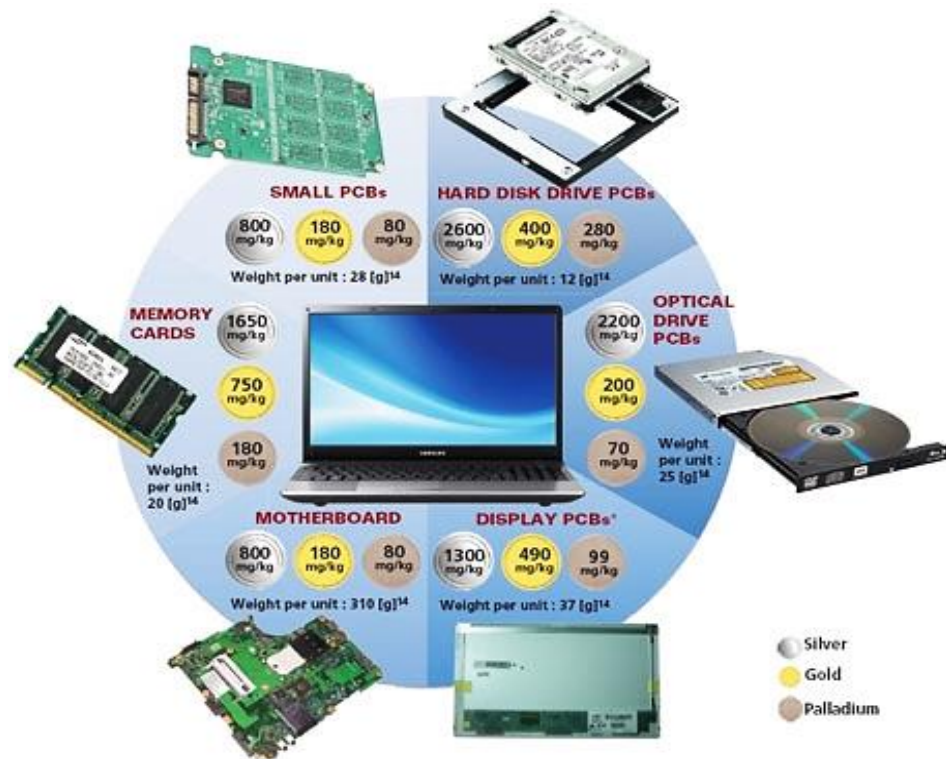 SMALL PCBs
800
mg/kg
180
mg/kg
80
mg/kg
Weight per unit : 28 [g]¹⁴
HARD DISK DRIVE PCBs
2600
mg/kg
400
mg/kg
280
mg/kg
Weight per unit : 12 [g]¹⁴
MEMORY
CARDS
1650
mg/kg
750
mg/kg
180
mg/kg
Weight
per unit :
20 [g]¹⁴
OPTICAL
DRIVE
PCBs
2200
mg/kg
200
mg/kg
70
mg/kg
Weight
per unit :
25 [g]¹⁴
SAMSUNG
MOTHERBOARD
800
mg/kg
180
mg/kg
80
mg/kg
Weight per unit : 310 [g]¹⁴
DISPLAY PCBs*
1300
mg/kg
490
mg/kg
99
mg/kg
Weight per unit : 37 [g]¹⁴
Silver
Gold
Palladium